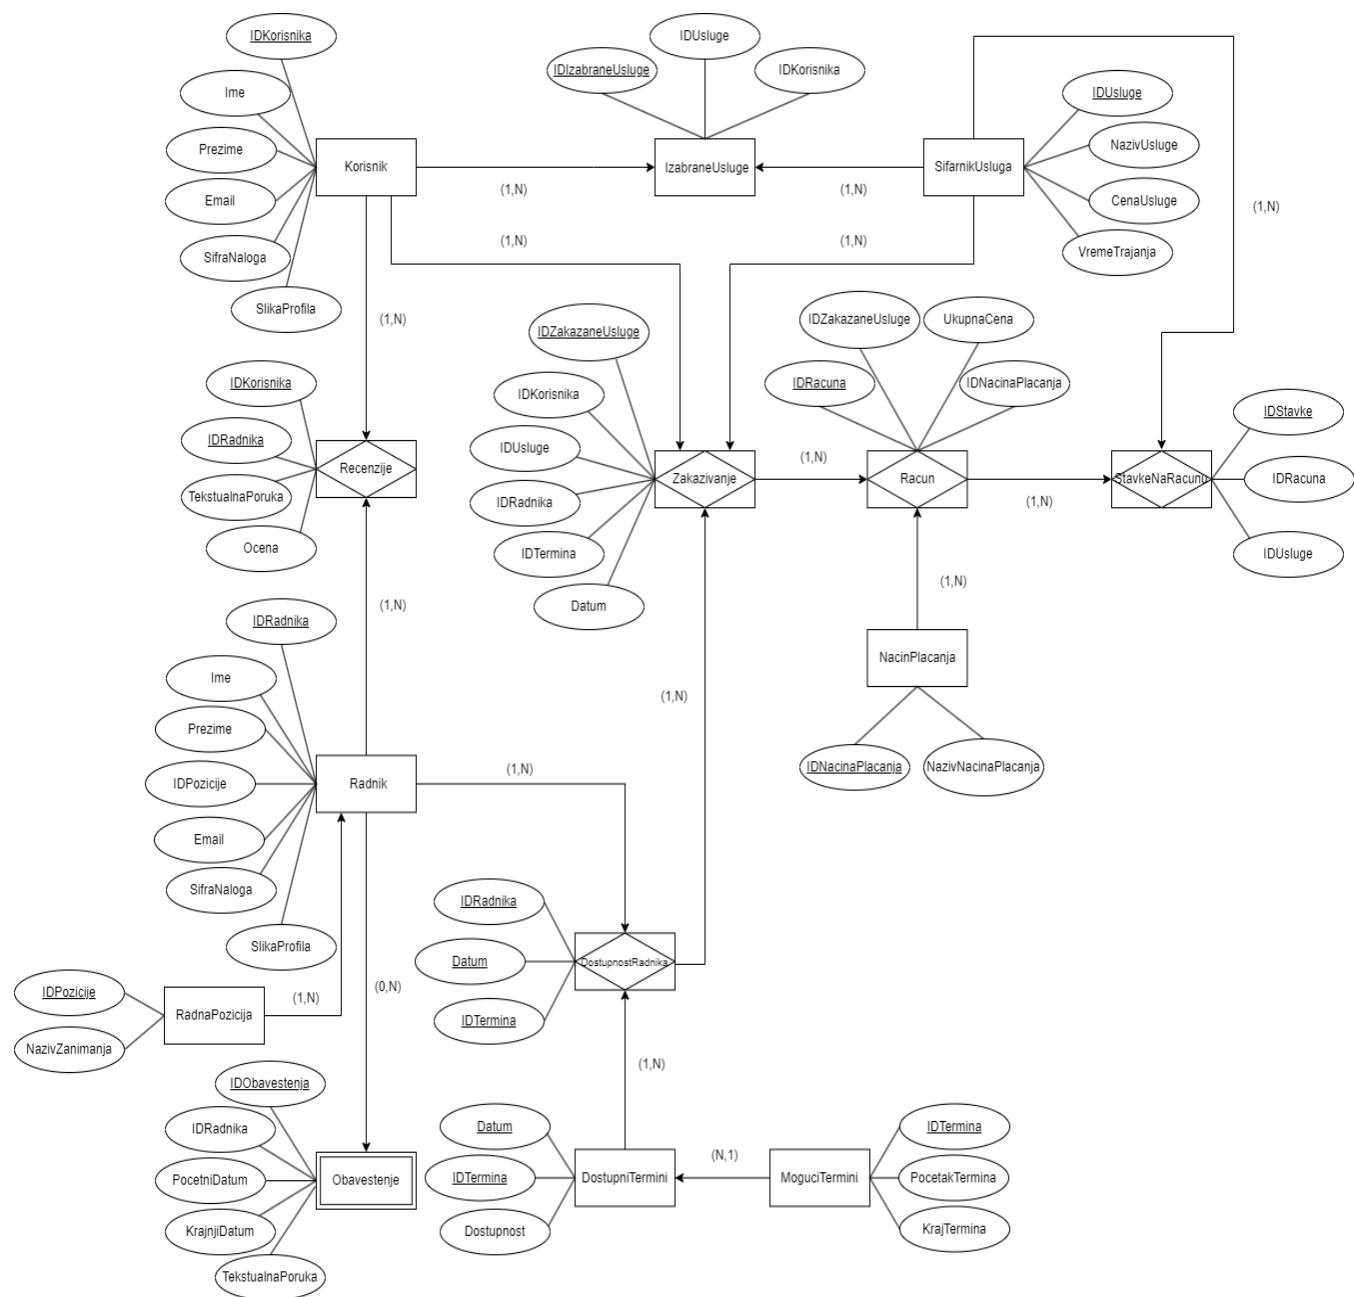 IDKorisnika
Ime
Prezime
Email
SifraNaloga
SlikaProfila
Korisnik
(1,N)
(1,N)
(1,N)
IDIzabraneUsluge
IDUsluge
IDKorisnika
IzabraneUsluge
(1,N)
(1,N)
SifarnikUsluga
IDUsluge
NazivUsluge
CenaUsluge
VremeTrajanja
(1,N)
IDKorisnika
IDRadnika
TekstualnaPoruka
Ocena
Recenzije
(1,N)
IDZakazaneUsluge
IDKorisnika
IDUsluge
IDRadnika
IDTermina
Datum
Zakazivanje
(1,N)
IDZakazaneUsluge
UkupnaCena
IDRacuna
IDNacinaPlacanja
Racun
(1,N)
StavkeNaRacunu
IDStavke
IDRacuna
IDUsluge
(1,N)
NacinPlacanja
IDNacinaPlacanja
NazivNacinaPlacanja
(1,N)
IDRadnika
Ime
Prezime
IDPozicije
Email
SifraNaloga
SlikaProfila
Radnik
(1,N)
(0,N)
IDPozicije
NazivZanimanja
RadnaPozicija
(1,N)
IDRadnika
Datum
IDTermina
DostupnostRadnika
(1,N)
IDObavestenja
IDRadnika
PocetniDatum
KrajnjiDatum
TekstualnaPoruka
Obavestenje
Datum
IDTermina
Dostupnost
DostupniTermini
(N,1)
MoguciTermini
IDTermina
PocetakTermina
KrajTermina